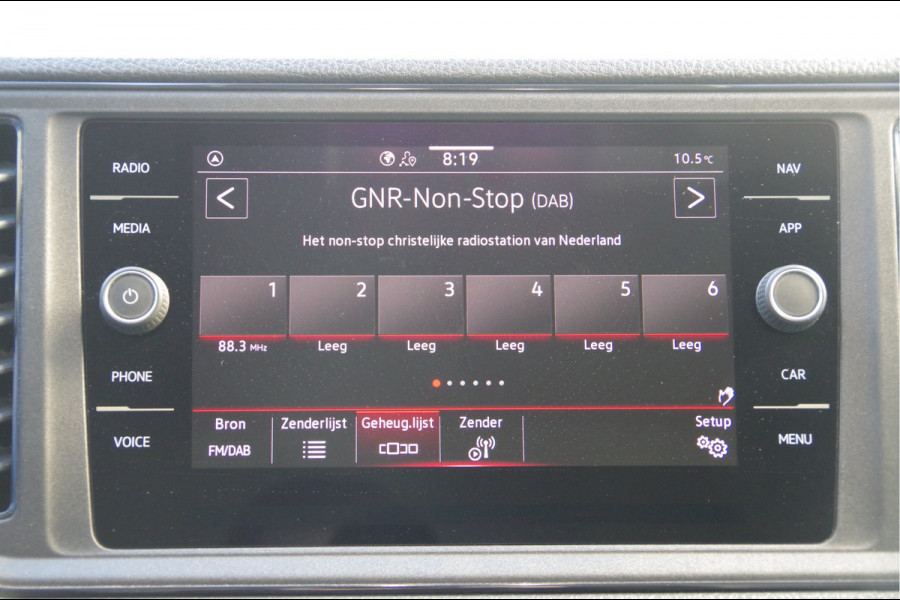 RADIO
MEDIA
PHONE
VOICE
8:19
10.5°C
< GNR-Non-Stop (DAB) >
Het non-stop christelijke radiostation van Nederland
1 2 3 4 5 6
88.3 MHz Leeg Leeg Leeg Leeg Leeg
Bron Zenderlijst Geheug.lijst Zender Setup
FM/DAB
NAV
APP
CAR
MENU